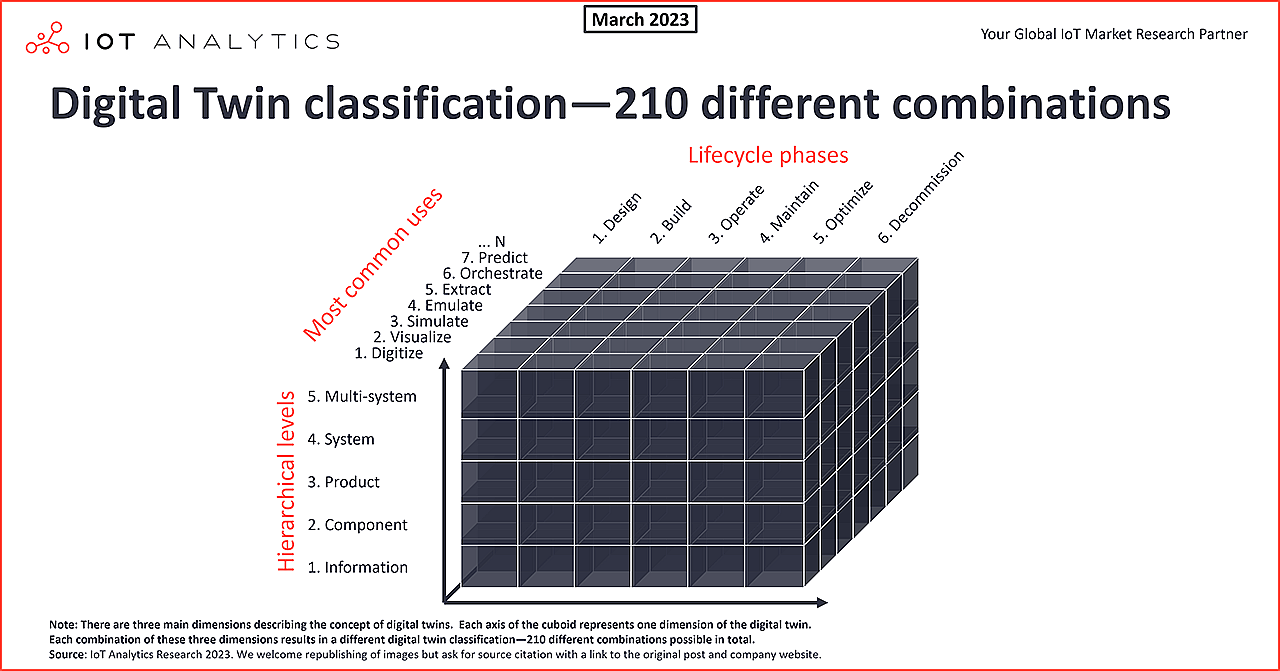 March 2023
IOT ANALYTICS
Your Global IoT Market Research Partner
Digital Twin classification—210 different combinations
Lifecycle phases
1. Design
2. Build
3. Operate
4. Maintain
5. Optimize
6. Decommission
Most common uses
... N
7. Predict
6. Orchestrate
5. Extract
4. Emulate
3. Simulate
2. Visualize
1. Digitize
Hierarchical levels
5. Multi-system
4. System
3. Product
2. Component
1. Information
Note: There are three main dimensions describing the concept of digital twins. Each axis of the cuboid represents one dimension of the digital twin.
Each combination of these three dimensions results in a different digital twin classification—210 different combinations possible in total.
Source: IoT Analytics Research 2023. We welcome republishing of images but ask for source citation with a link to the original post and company website.